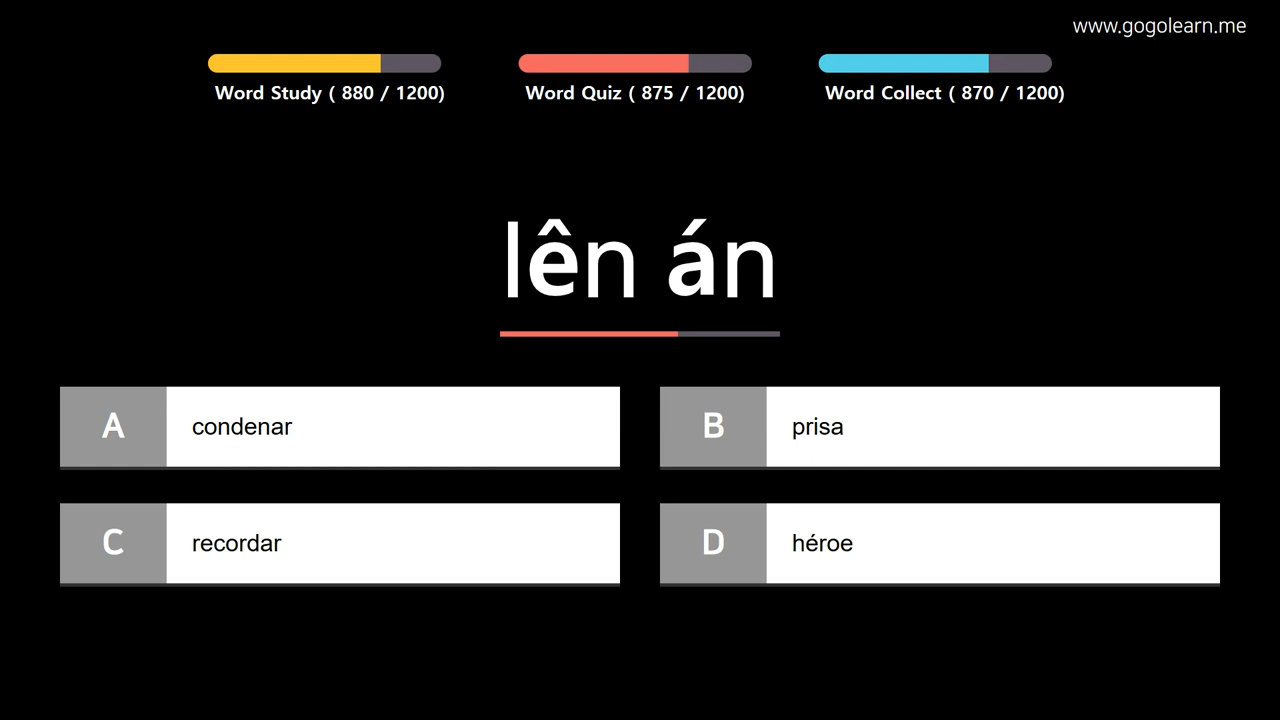 www.gogolearn.me
Word Study ( 880 / 1200)
Word Quiz ( 875 / 1200)
Word Collect ( 870 / 1200)
lên án
A condenar
B prisa
C recordar
D héroe